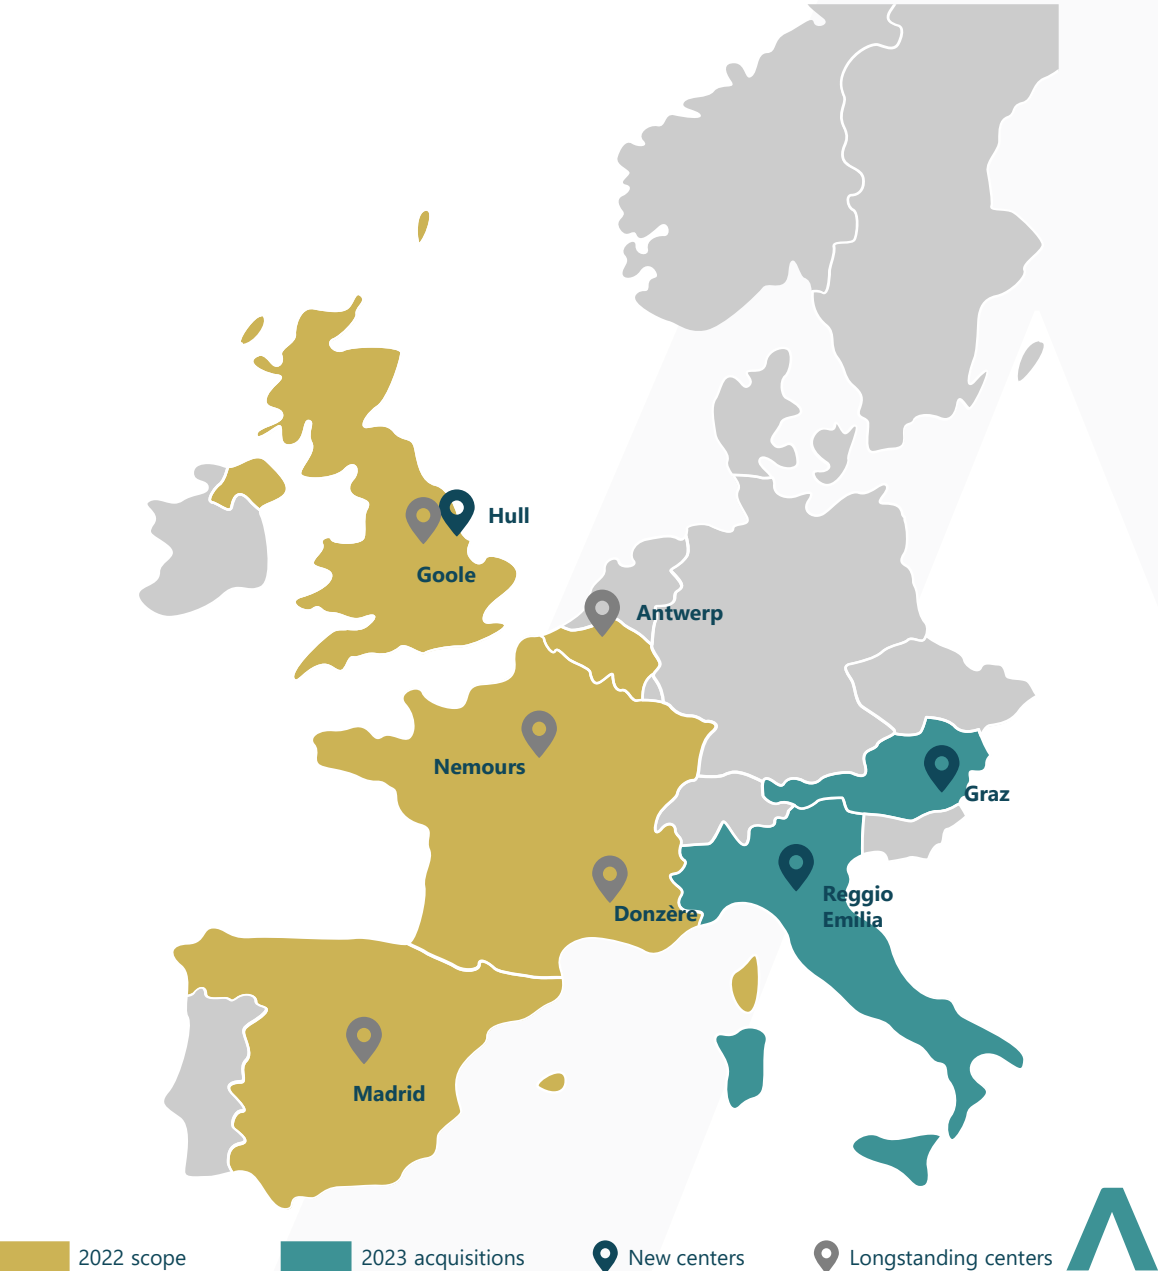 Hull
Goole
Antwerp
Nemours
Graz
Reggio
Emilia
Donzère
Madrid
2022 scope
2023 acquisitions
New centers
Longstanding centers